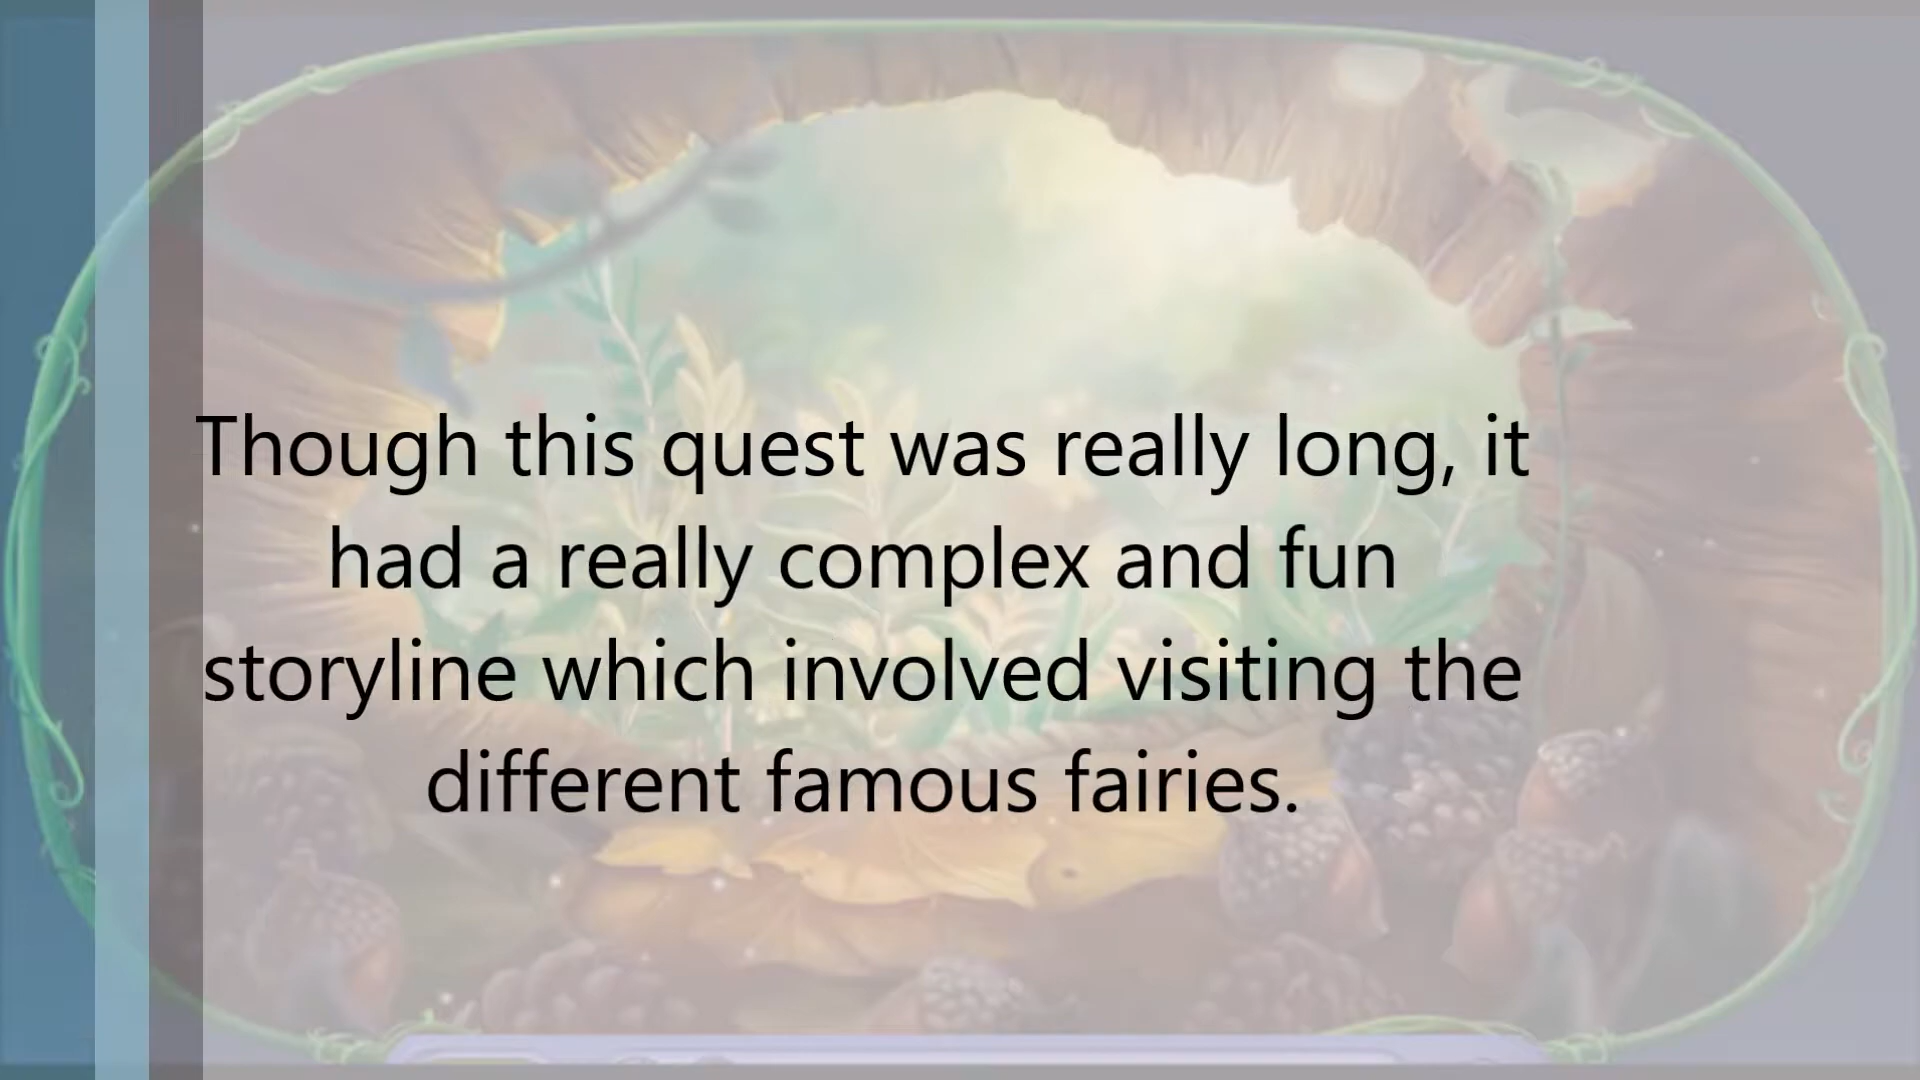 Though this quest was really long, it
had a really complex and fun
storyline which involved visiting the
different famous fairies.